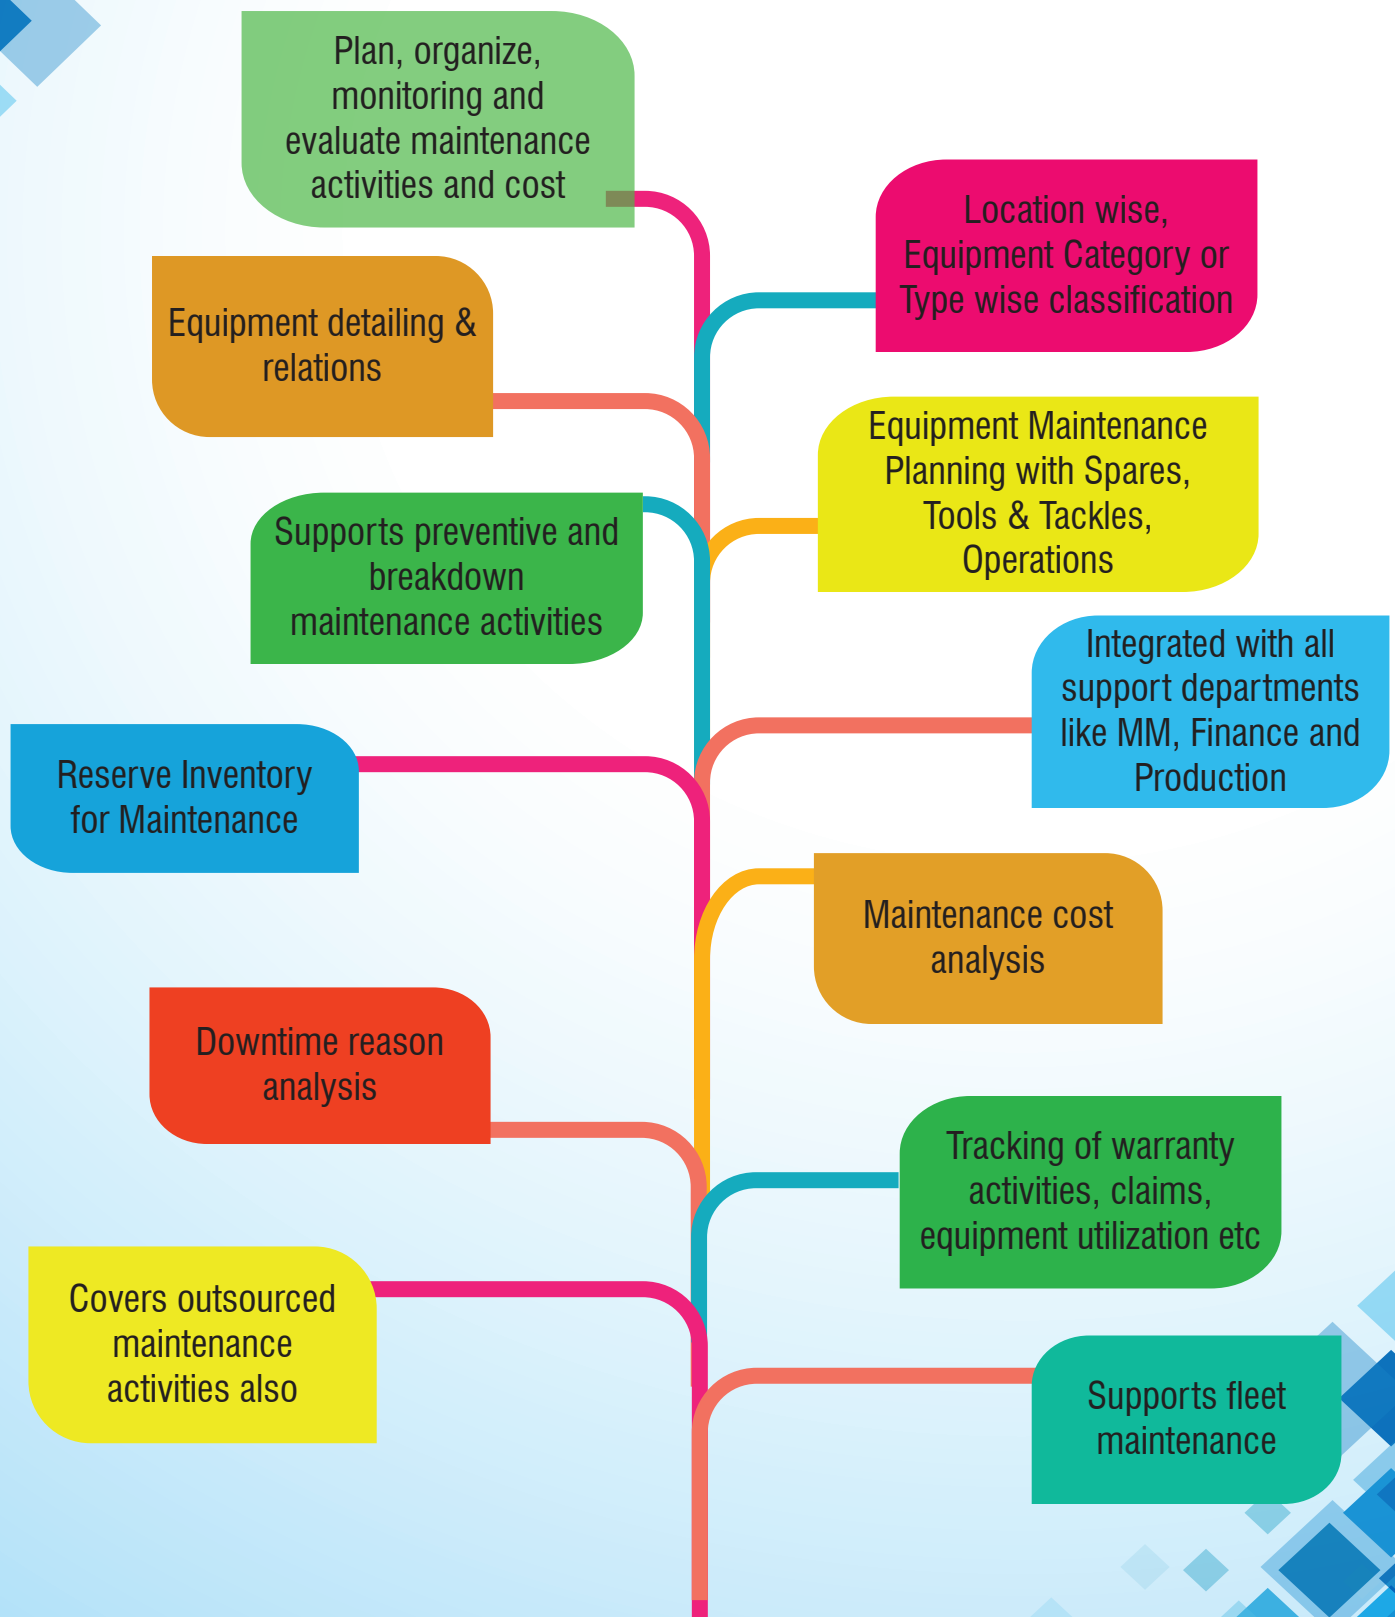 Plan, organize,
monitoring and
evaluate maintenance
activities and cost
Location wise,
Equipment Category or
Type wise classification
Equipment detailing &
relations
Equipment Maintenance
Planning with Spares,
Tools & Tackles,
Operations
Supports preventive and
breakdown
maintenance activities
Integrated with all
support departments
like MM, Finance and
Production
Reserve Inventory
for Maintenance
Maintenance cost
analysis
Downtime reason
analysis
Tracking of warranty
activities, claims,
equipment utilization etc
Covers outsourced
maintenance
activities also
Supports fleet
maintenance